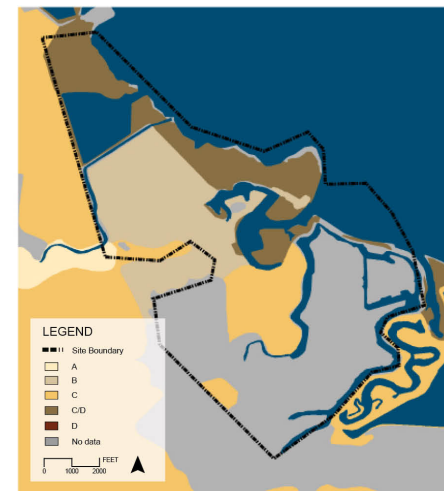 LEGEND
Site Boundary
A
B
C
C/D
D
No data
FEET
0 1000 2000